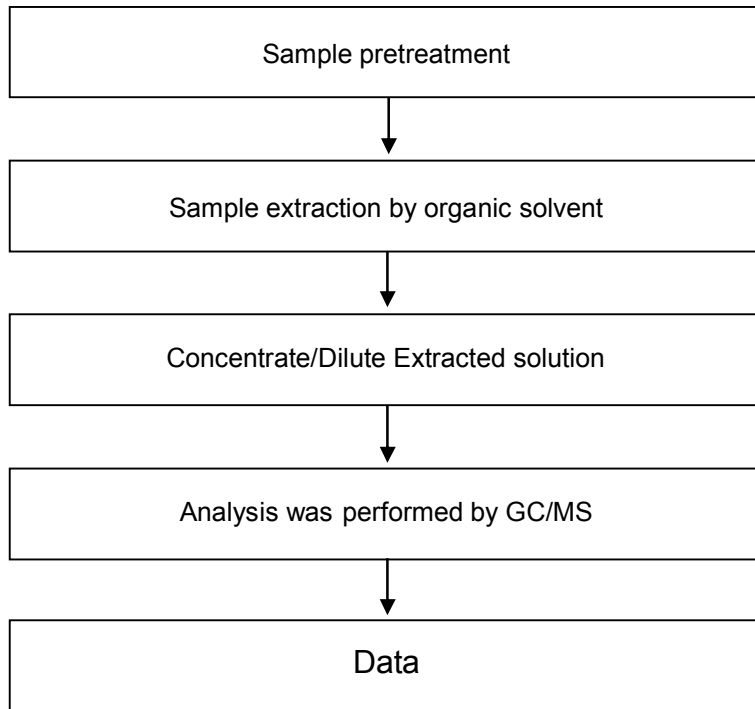 Sample pretreatment
Sample extraction by organic solvent
Concentrate/Dilute Extracted solution
Analysis was performed by GC/MS
Data